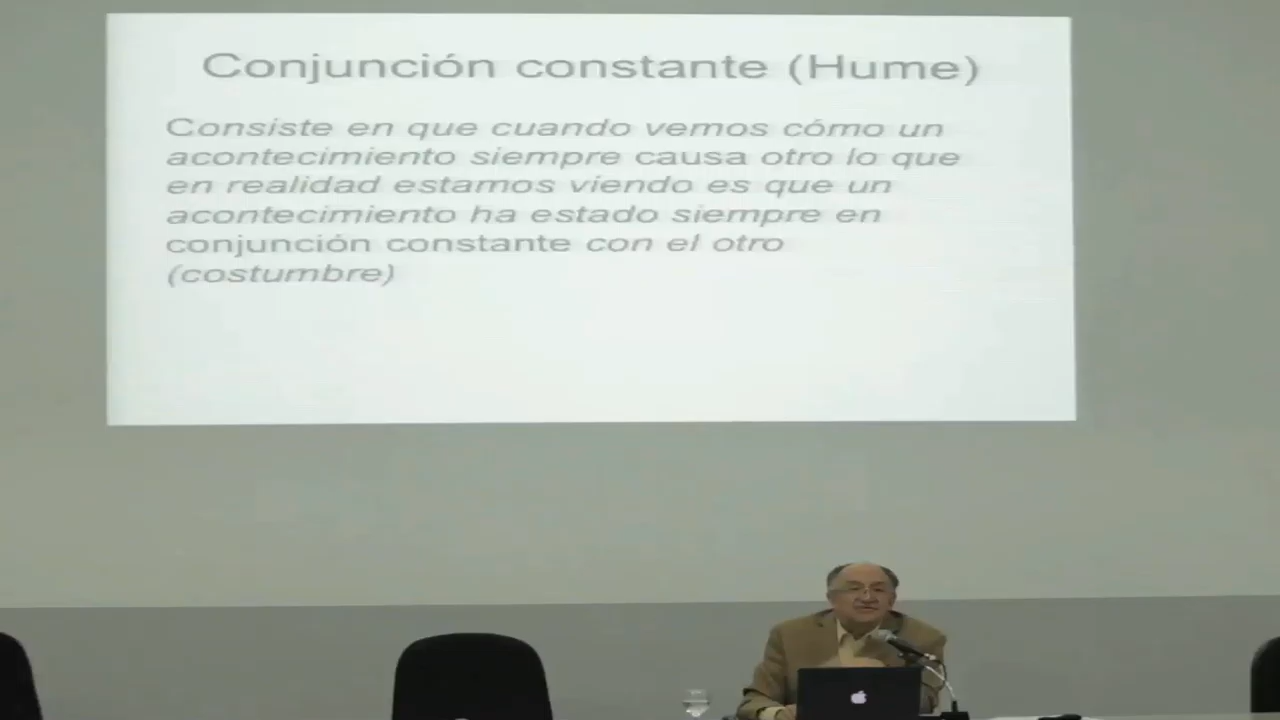 Conjunción constante (Hume)
Consiste en que cuando vemos cómo un
acontecimiento siempre causa otro lo que
en realidad estamos viendo es que un
acontecimiento ha estado siempre en
conjunción constante con el otro
(costumbre)